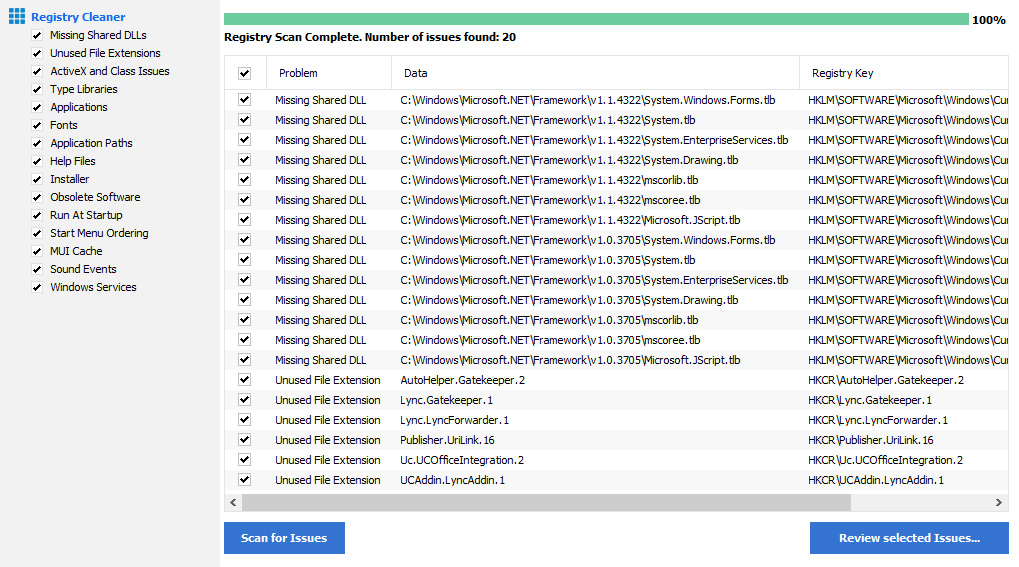 Registry Cleaner
Missing Shared DLLs
Unused File Extensions
ActiveX and Class Issues
Type Libraries
Applications
Fonts
Application Paths
Help Files
Installer
Obsolete Software
Run At Startup
Start Menu Ordering
MUI Cache
Sound Events
Windows Services
100%
Registry Scan Complete. Number of issues found: 20
Problem Data Registry Key
Missing Shared DLL C:\Windows\Microsoft.NET\Framework\v1.1.4322\System.Windows.Forms.tlb HKLM\SOFTWARE\Microsoft\Windows\Cur
Missing Shared DLL C:\Windows\Microsoft.NET\Framework\v1.1.4322\System.tlb HKLM\SOFTWARE\Microsoft\Windows\Cur
Missing Shared DLL C:\Windows\Microsoft.NET\Framework\v1.1.4322\System.EnterpriseServices.tlb HKLM\SOFTWARE\Microsoft\Windows\Cur
Missing Shared DLL C:\Windows\Microsoft.NET\Framework\v1.1.4322\System.Drawing.tlb HKLM\SOFTWARE\Microsoft\Windows\Cur
Missing Shared DLL C:\Windows\Microsoft.NET\Framework\v1.1.4322\mscorlib.tlb HKLM\SOFTWARE\Microsoft\Windows\Cur
Missing Shared DLL C:\Windows\Microsoft.NET\Framework\v1.1.4322\mscoree.tlb HKLM\SOFTWARE\Microsoft\Windows\Cur
Missing Shared DLL C:\Windows\Microsoft.NET\Framework\v1.1.4322\Microsoft.JScript.tlb HKLM\SOFTWARE\Microsoft\Windows\Cur
Missing Shared DLL C:\Windows\Microsoft.NET\Framework\v1.0.3705\System.Windows.Forms.tlb HKLM\SOFTWARE\Microsoft\Windows\Cur
Missing Shared DLL C:\Windows\Microsoft.NET\Framework\v1.0.3705\System.tlb HKLM\SOFTWARE\Microsoft\Windows\Cur
Missing Shared DLL C:\Windows\Microsoft.NET\Framework\v1.0.3705\System.EnterpriseServices.tlb HKLM\SOFTWARE\Microsoft\Windows\Cur
Missing Shared DLL C:\Windows\Microsoft.NET\Framework\v1.0.3705\System.Drawing.tlb HKLM\SOFTWARE\Microsoft\Windows\Cur
Missing Shared DLL C:\Windows\Microsoft.NET\Framework\v1.0.3705\mscorlib.tlb HKLM\SOFTWARE\Microsoft\Windows\Cur
Missing Shared DLL C:\Windows\Microsoft.NET\Framework\v1.0.3705\mscoree.tlb HKLM\SOFTWARE\Microsoft\Windows\Cur
Missing Shared DLL C:\Windows\Microsoft.NET\Framework\v1.0.3705\Microsoft.JScript.tlb HKLM\SOFTWARE\Microsoft\Windows\Cur
Unused File Extension AutoHelper.Gatekeeper.2 HKCR\AutoHelper.Gatekeeper.2
Unused File Extension Lync.Gatekeeper.1 HKCR\Lync.Gatekeeper.1
Unused File Extension Lync.LyncForwarder.1 HKCR\Lync.LyncForwarder.1
Unused File Extension Publisher.UriLink.16 HKCR\Publisher.UriLink.16
Unused File Extension Uc.UCOfficeIntegration.2 HKCR\Uc.UCOfficeIntegration.2
Unused File Extension UCAddin.LyncAddin.1 HKCR\UCAddin.LyncAddin.1
Scan for Issues Review selected Issues...